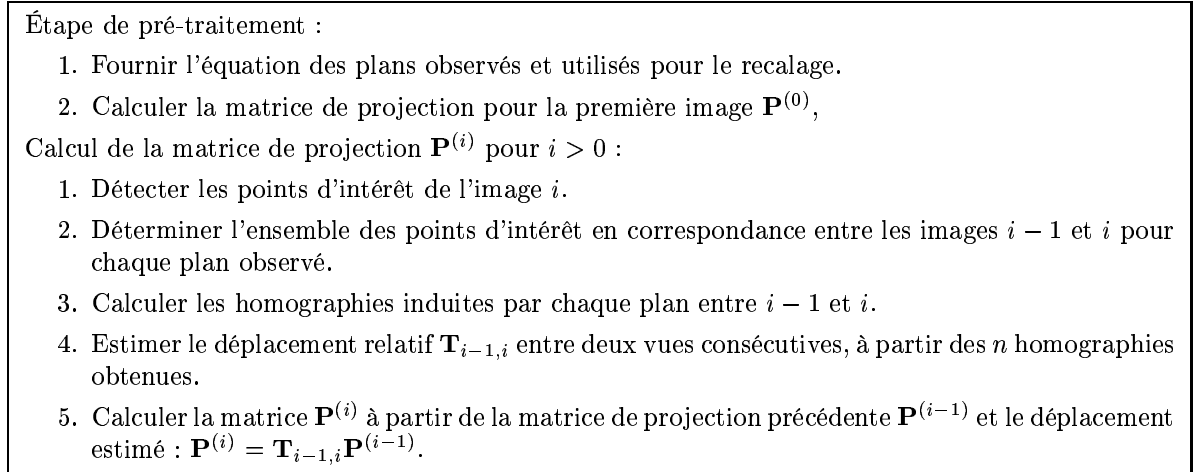 Étape de pré-traitement :
1. Fournir l'équation des plans observés et utilisés pour le recalage.
2. Calculer la matrice de projection pour la première image P^(0),
Calcul de la matrice de projection P^(i) pour i > 0 :
1. Détecter les points d'intérêt de l'image i.
2. Déterminer l'ensemble des points d'intérêt en correspondance entre les images i − 1 et i pour
chaque plan observé.
3. Calculer les homographies induites par chaque plan entre i − 1 et i.
4. Estimer le déplacement relatif T_{i−1,i} entre deux vues consécutives, à partir des n homographies
obtenues.
5. Calculer la matrice P^(i) à partir de la matrice de projection précédente P^(i−1) et le déplacement
estimé : P^(i) = T_{i−1,i}P^(i−1).